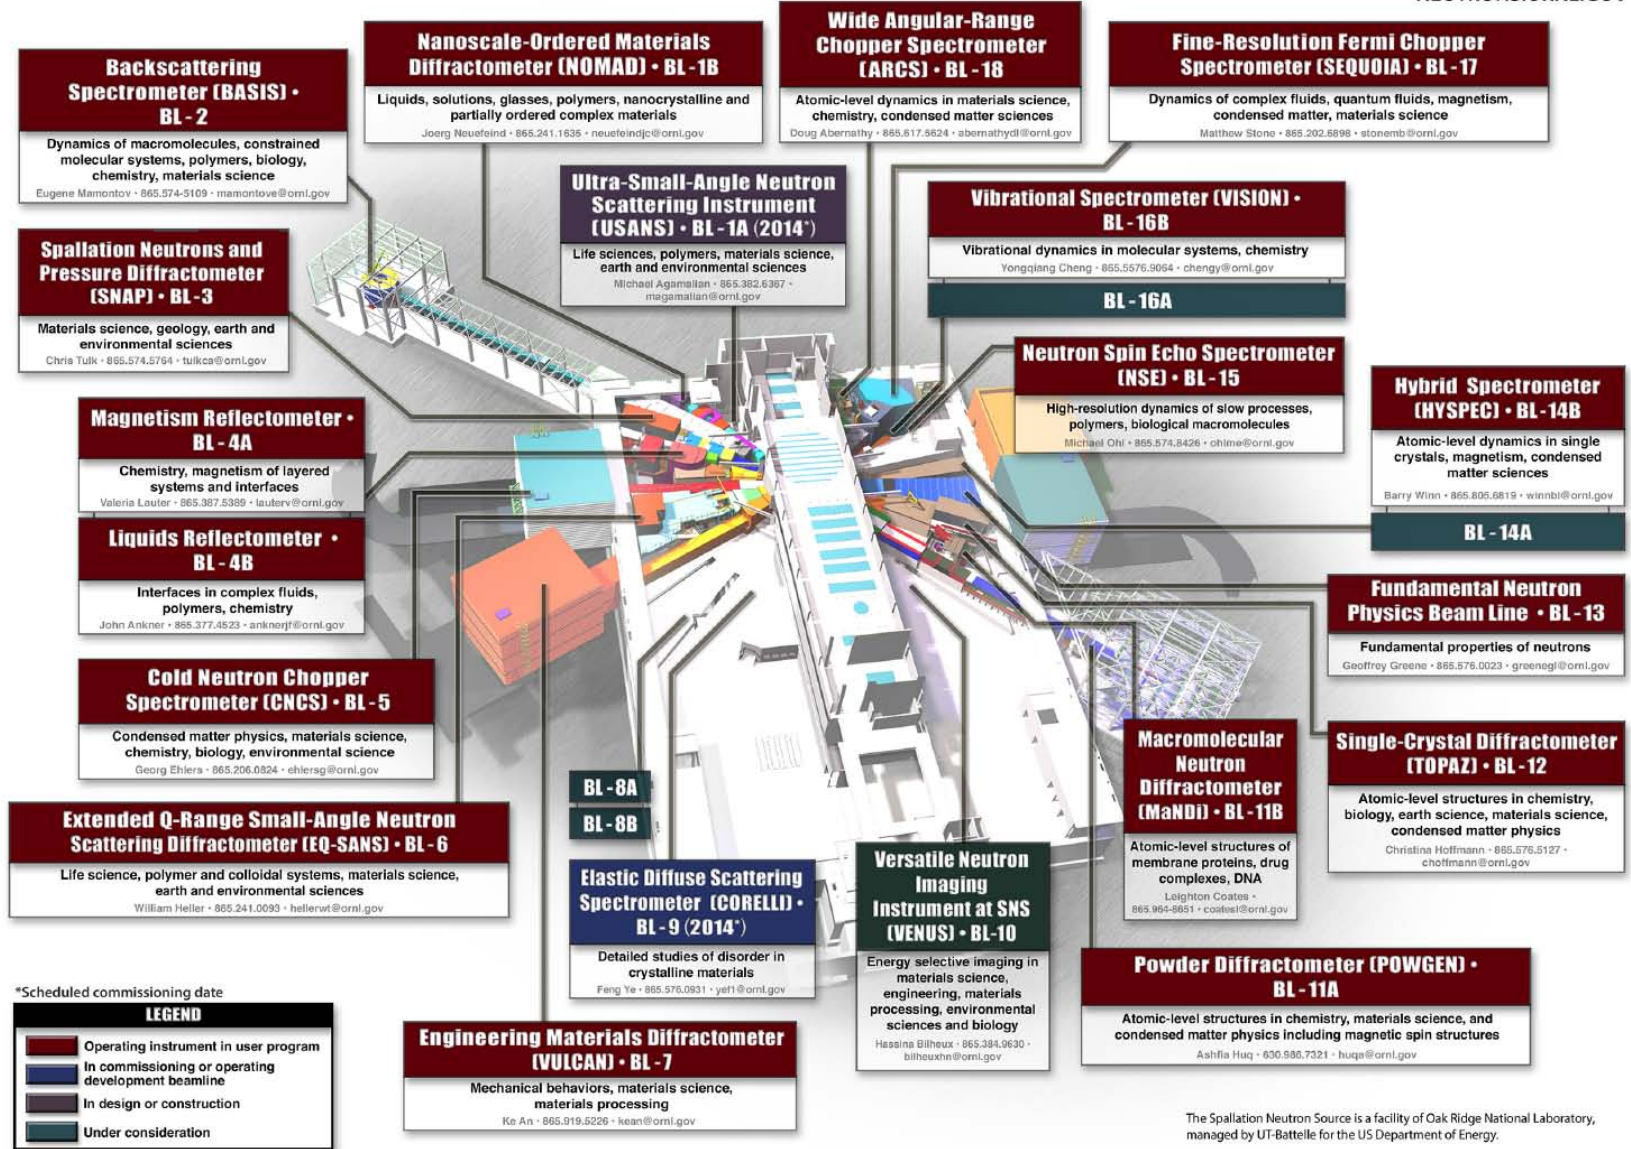 Backscattering
Spectrometer (BASIS) •
BL - 2
Dynamics of macromolecules, constrained
molecular systems, polymers, biology,
chemistry, materials science
Eugene Mamontov • 865.574-5109 • mamontove@ornl.gov
Nanoscale-Ordered Materials
Diffractometer (NOMAD) • BL - 1B
Liquids, solutions, glasses, polymers, nanocrystalline and
partially ordered complex materials
Joerg Neuefeind • 865.241.1635 • neuefeindjc@ornl.gov
Wide Angular-Range
Chopper Spectrometer
(ARCS) • BL - 18
Atomic-level dynamics in materials science,
chemistry, condensed matter sciences
Doug Abernathy • 865.617.5624 • abernathydl@ornl.gov
Fine-Resolution Fermi Chopper
Spectrometer (SEQUOIA) • BL - 17
Dynamics of complex fluids, quantum fluids, magnetism,
condensed matter, materials science
Matthew Stone • 865.202.6898 • stonemb@ornl.gov
Ultra-Small-Angle Neutron
Scattering Instrument
(USANS) • BL - 1A (2014*)
Life sciences, polymers, materials science,
earth and environmental sciences
Michael Agamalian • 865.382.6367 •
magamalian@ornl.gov
Vibrational Spectrometer (VISION) •
BL - 16B
Vibrational dynamics in molecular systems, chemistry
Yongqiang Cheng • 865.5576.9064 • chengy@ornl.gov
BL - 16A
Spallation Neutrons and
Pressure Diffractometer
(SNAP) • BL - 3
Materials science, geology, earth and
environmental sciences
Chris Tulk • 865.574.5764 • tulkca@ornl.gov
Neutron Spin Echo Spectrometer
(NSE) • BL - 15
High-resolution dynamics of slow processes,
polymers, biological macromolecules
Michael Ohl • 865.574.8426 • ohlme@ornl.gov
Hybrid Spectrometer
(HYSPEC) • BL - 14B
Atomic-level dynamics in single
crystals, magnetism, condensed
matter sciences
Barry Winn • 865.805.6819 • winnbl@ornl.gov
BL - 14A
Magnetism Reflectometer •
BL - 4A
Chemistry, magnetism of layered
systems and interfaces
Valeria Lauter • 865.387.5389 • lauterv@ornl.gov
Liquids Reflectometer •
BL - 4B
Interfaces in complex fluids,
polymers, chemistry
John Ankner • 865.377.4523 • anknerjf@ornl.gov
Fundamental Neutron
Physics Beam Line • BL - 13
Fundamental properties of neutrons
Geoffrey Greene • 865.576.0023 • greenegl@ornl.gov
Cold Neutron Chopper
Spectrometer (CNCS) • BL - 5
Condensed matter physics, materials science,
chemistry, biology, environmental science
Georg Ehlers • 865.206.0824 • ehlersg@ornl.gov
Macromolecular
Neutron
Diffractometer
(MaNDi) • BL - 11B
Atomic-level structures of
membrane proteins, drug
complexes, DNA
Leighton Coates •
865.964-8651 • coatesl@ornl.gov
Single-Crystal Diffractometer
(TOPAZ) • BL - 12
Atomic-level structures in chemistry,
biology, earth science, materials science,
condensed matter physics
Christina Hoffmann • 865.576.5127 •
choffmann@ornl.gov
BL - 8A
BL - 8B
Extended Q-Range Small-Angle Neutron
Scattering Diffractometer (EQ-SANS) • BL - 6
Life science, polymer and colloidal systems, materials science,
earth and environmental sciences
William Heller • 865.241.0093 • hellerwt@ornl.gov
Elastic Diffuse Scattering
Spectrometer (CORELLI) •
BL - 9 (2014*)
Detailed studies of disorder in
crystalline materials
Feng Ye • 865.576.0931 • yef1@ornl.gov
Versatile Neutron
Imaging
Instrument at SNS
(VENUS) • BL-10
Energy selective imaging in
materials science,
engineering, materials
processing, environmental
sciences and biology
Hassina Bilheux • 865.384.9630 •
bilheuxhn@ornl.gov
Powder Diffractometer (POWGEN) •
BL - 11A
Atomic-level structures in chemistry, materials science, and
condensed matter physics including magnetic spin structures
Ashfia Huq • 630.986.7321 • huqa@ornl.gov
Engineering Materials Diffractometer
(VULCAN) • BL - 7
Mechanical behaviors, materials science,
materials processing
Ke An • 865.919.5226 • kean@ornl.gov
*Scheduled commissioning date
LEGEND
Operating instrument in user program
In commissioning or operating
development beamline
In design or construction
Under consideration
The Spallation Neutron Source is a facility of Oak Ridge National Laboratory,
managed by UT-Battelle for the US Department of Energy.